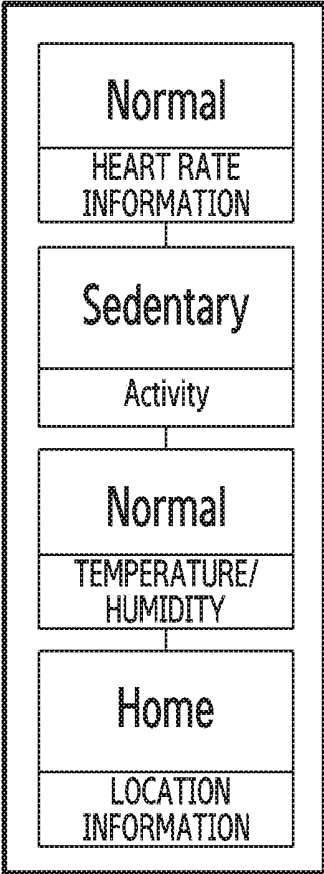 Normal
HEART RATE
INFORMATION
Sedentary
Activity
Normal
TEMPERATURE/
HUMIDITY
Home
LOCATION
INFORMATION